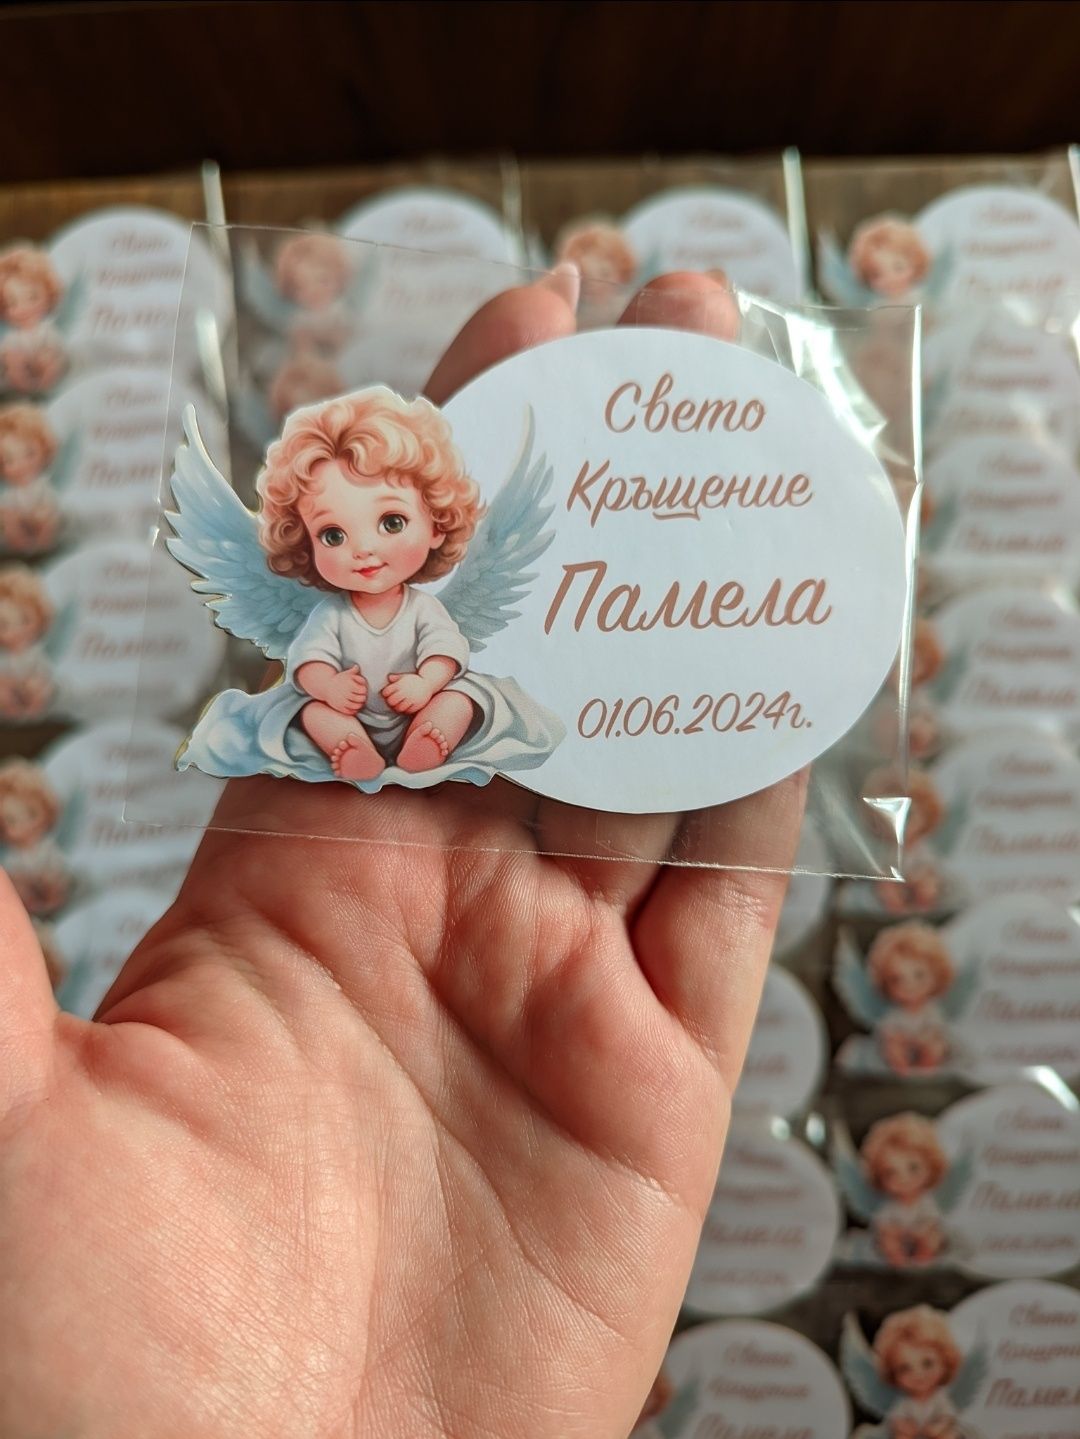 Свето
Кръщение
Памела
01.06.2024г.